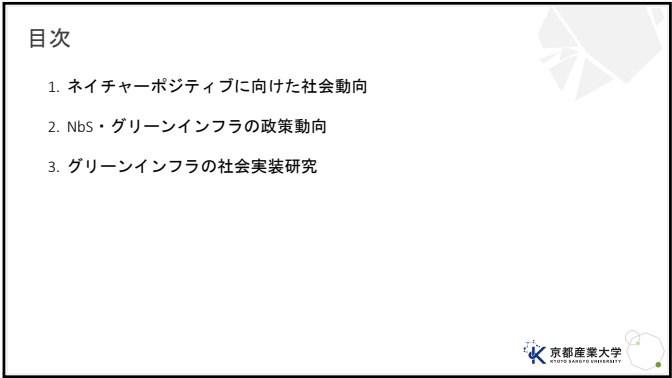 目次
1. ネイチャーポジティブに向けた社会動向
2. NbS・グリーンインフラの政策動向
3. グリーンインフラの社会実装研究
京都産業大学
KYOTO SANGYO UNIVERSITY